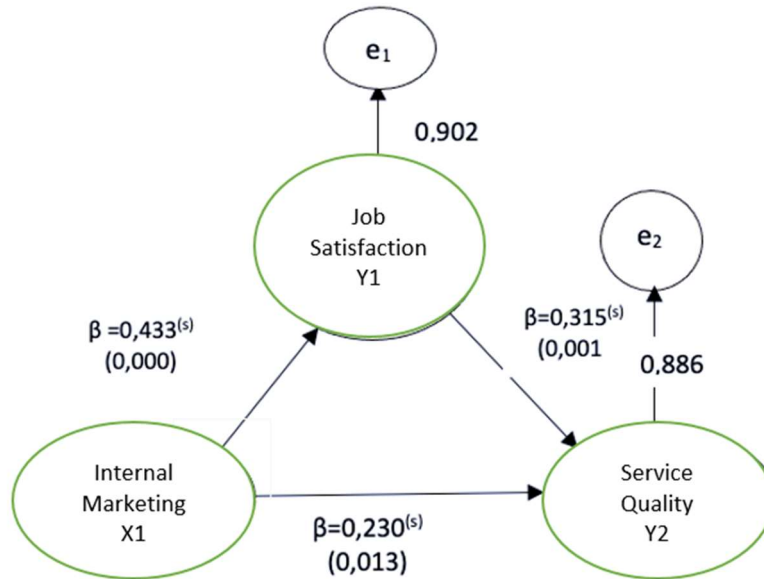 e₁
0,902
Job
Satisfaction
Y1
e₂
β =0,433⁽ˢ⁾
(0,000)
β=0,315⁽ˢ⁾
(0,001
0,886
Internal
Marketing
X1
β=0,230⁽ˢ⁾
(0,013)
Service
Quality
Y2